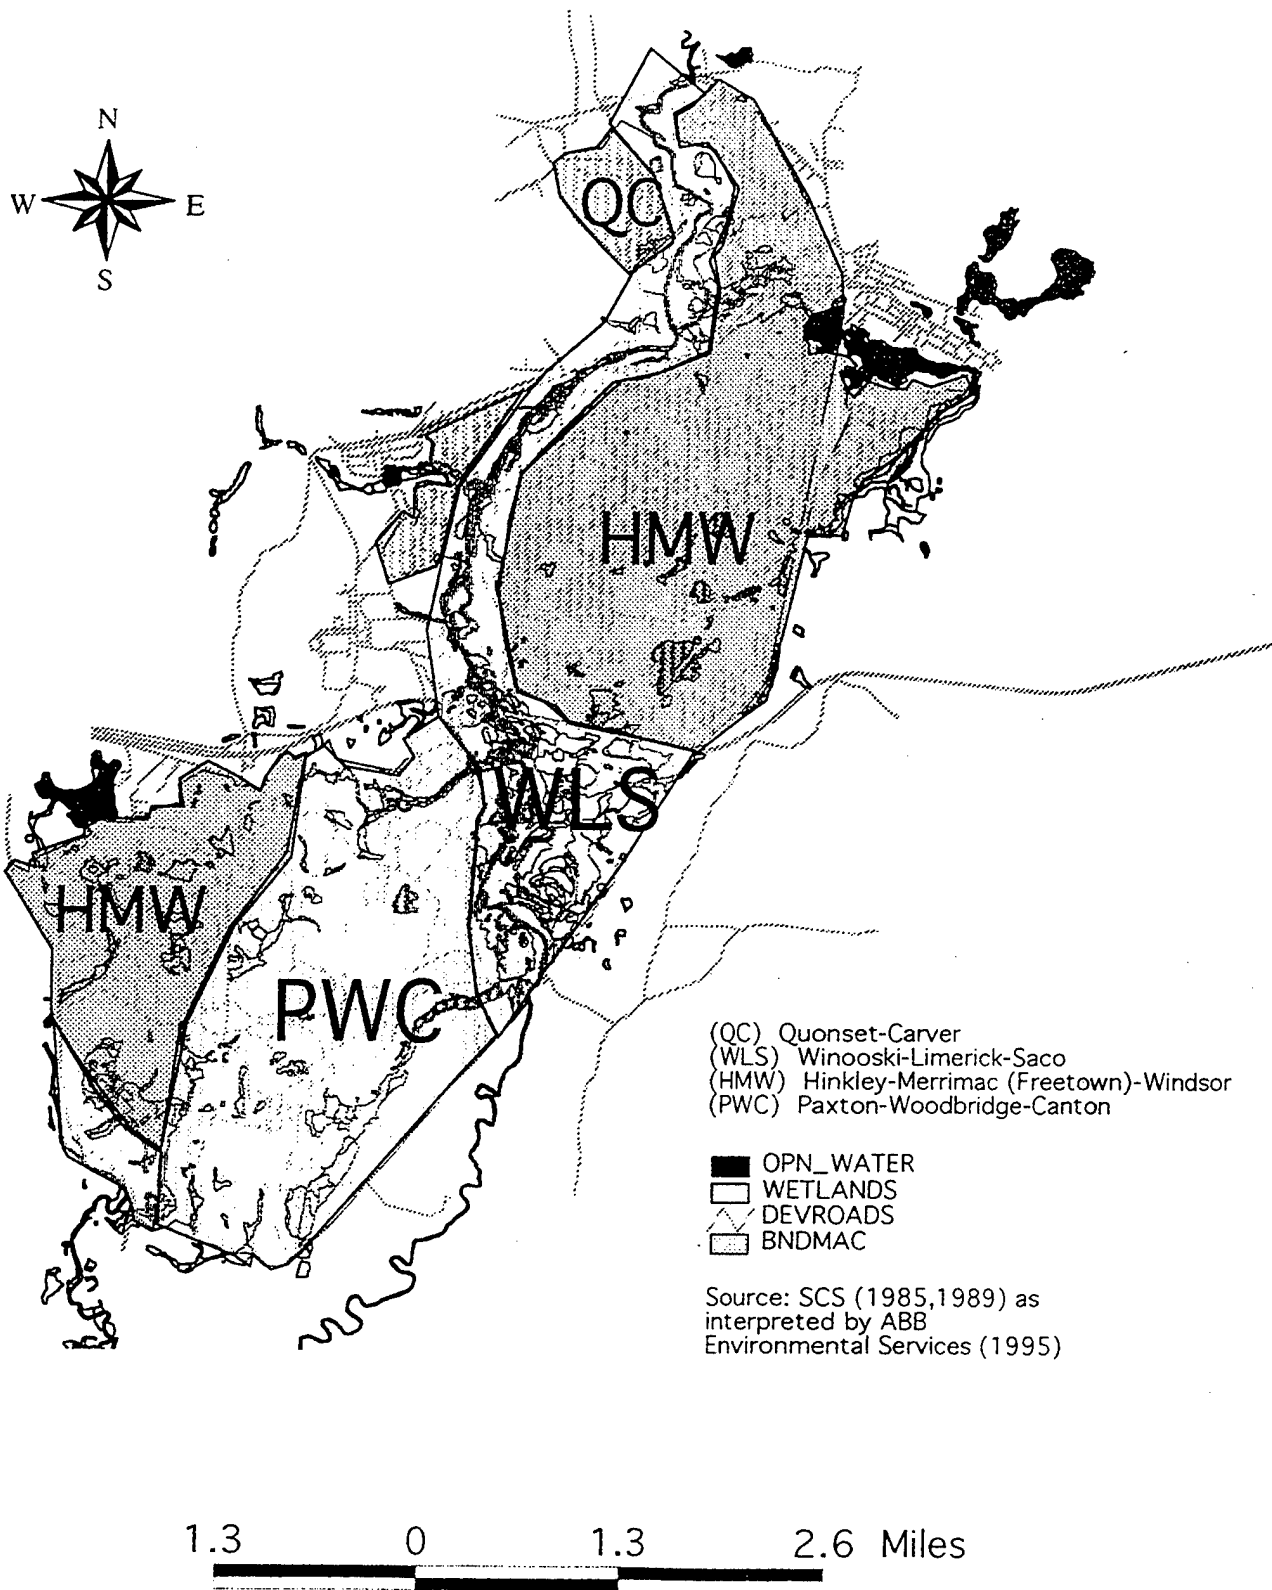 N
W E
S
QC
HMW
WLS
HMW
PWC
(QC) Quonset-Carver
(WLS) Winooski-Limerick-Saco
(HMW) Hinkley-Merrimac (Freetown)-Windsor
(PWC) Paxton-Woodbridge-Canton
OPN_WATER
WETLANDS
DEVROADS
BNDMAC
Source: SCS (1985,1989) as
interpreted by ABB
Environmental Services (1995)
1.3 0 1.3 2.6 Miles